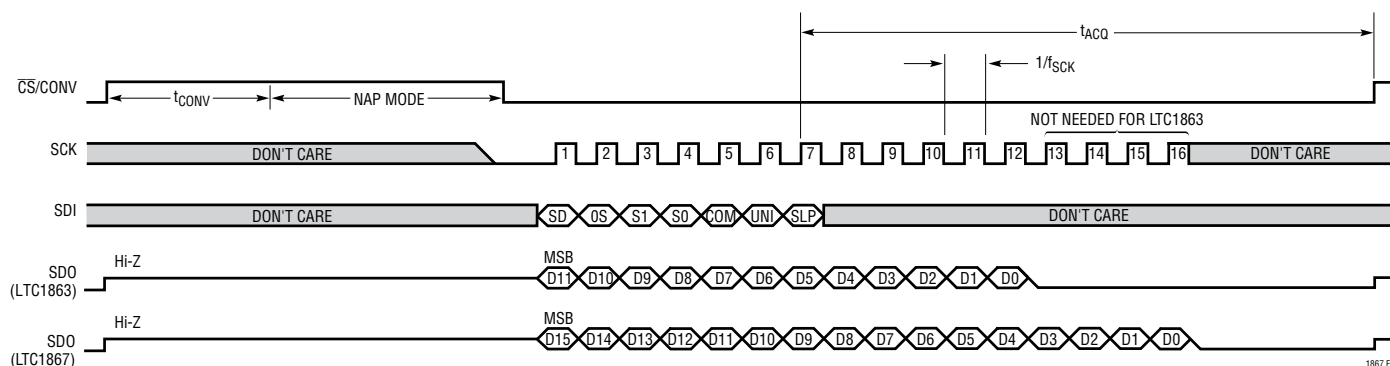 tACQ
1/fSCK
CS/CONV
tCONV
NAP MODE
NOT NEEDED FOR LTC1863
SCK
DON'T CARE
1 2 3 4 5 6 7 8 9 10 11 12 13 14 15 16
DON'T CARE
SDI
DON'T CARE
SD 0S S1 S0 COM UNI SLP
DON'T CARE
SDO
(LTC1863)
Hi-Z
MSB
D11 D10 D9 D8 D7 D6 D5 D4 D3 D2 D1 D0
SDO
(LTC1867)
Hi-Z
MSB
D15 D14 D13 D12 D11 D10 D9 D8 D7 D6 D5 D4 D3 D2 D1 D0
1867 F